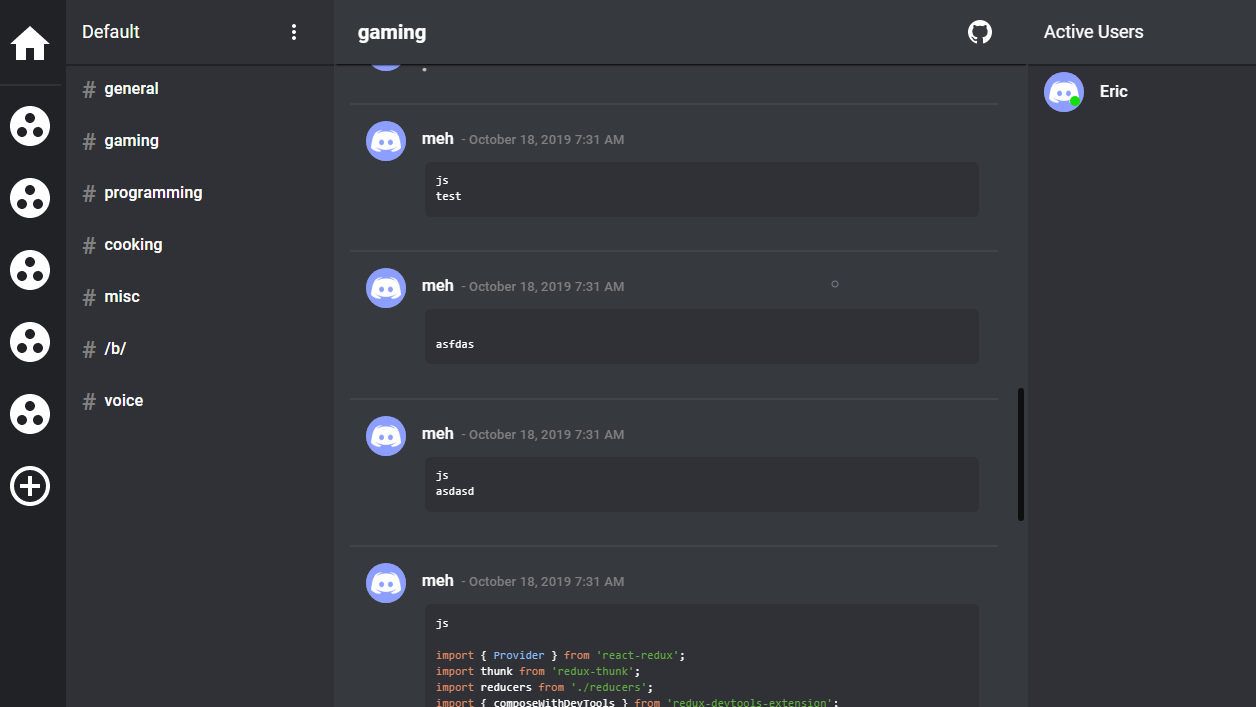 Default
# general
# gaming
# programming
# cooking
# misc
# /b/
# voice
gaming
meh - October 18, 2019 7:31 AM
js
test
meh - October 18, 2019 7:31 AM
asfdas
meh - October 18, 2019 7:31 AM
js
asdasd
meh - October 18, 2019 7:31 AM
js
import { Provider } from 'react-redux';
import thunk from 'redux-thunk';
import reducers from './reducers';
import { composeWithDevTools } from 'redux-devtools-extension';
Active Users
Eric